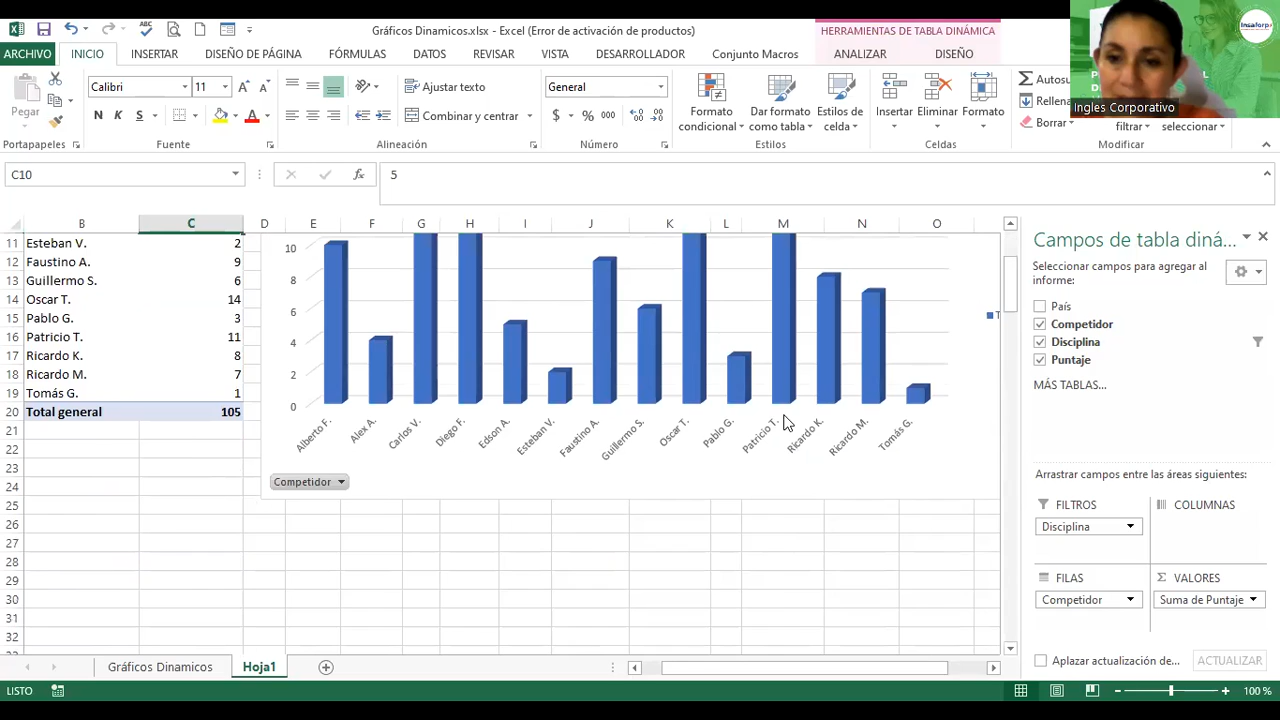 Gráficos Dinamicos.xlsx - Excel (Error de activación de productos)
HERRAMIENTAS DE TABLA DINÁMICA
ARCHIVO INICIO INSERTAR DISEÑO DE PÁGINA FÓRMULAS DATOS REVISAR VISTA DESARROLLADOR Conjunto Macros ANALIZAR DISEÑO
Pegar
Calibri 11
N K S
Ajustar texto
Combinar y centrar
General
$ % 000
Formato condicional
Dar formato como tabla
Estilos de celda
Insertar
Eliminar
Formato
Autosu
Rellena
Borrar
filtrar
seleccionar
Portapapeles Fuente Alineación Número Estilos Celdas Modificar
Ingles Corporativo
Insaforp
C10
5
B C D E F G H I J K L M N O
11 Esteban V. 2
12 Faustino A. 9
13 Guillermo S. 6
14 Oscar T. 14
15 Pablo G. 3
16 Patricio T. 11
17 Ricardo K. 8
18 Ricardo M. 7
19 Tomás G. 1
20 Total general 105
21
22
23
24
25
26
27
28
29
30
31
32
10
8
6
4
2
0
T
Alberto F. Alex A. Carlos V. Diego F. Edson A. Esteban V. Faustino A. Guillermo S. Oscar T. Pablo G. Patricio T. Ricardo K. Ricardo M. Tomás G.
Competidor
Campos de tabla diná...
Seleccionar campos para agregar al
informe:
País
Competidor
Disciplina
Puntaje
MÁS TABLAS...
Arrastrar campos entre las áreas siguientes:
FILTROS
Disciplina
COLUMNAS
FILAS
Competidor
Σ VALORES
Suma de Puntaje
Aplazar actualización de...
ACTUALIZAR
Gráficos Dinamicos Hoja1
LISTO
100 %